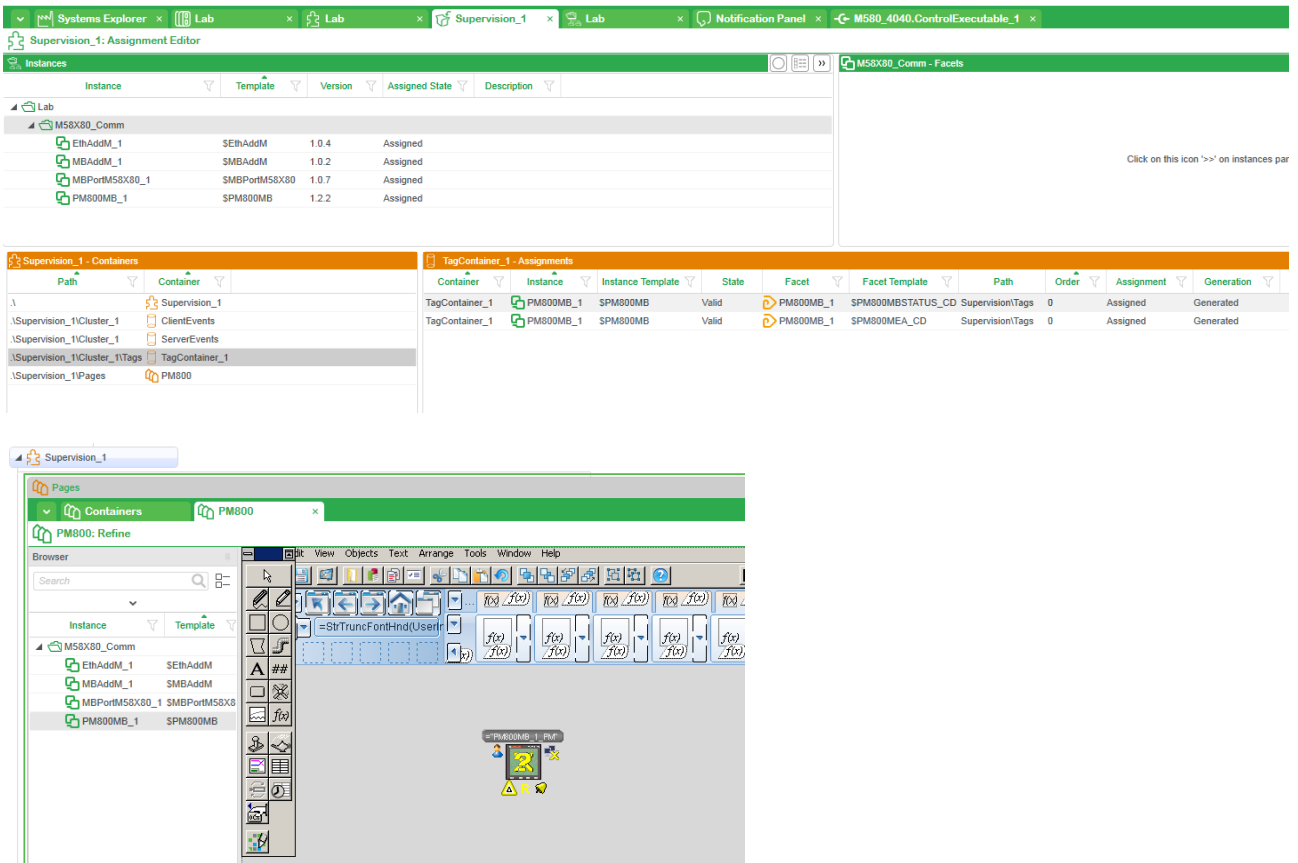 Systems Explorer × Lab × Lab × Supervision_1 × Lab × Notification Panel × M580_4040.ControlExecutable_1 ×
Supervision_1: Assignment Editor
Instances
M58X80_Comm - Facets
Instance Template Version Assigned State Description
Lab
M58X80_Comm
EthAddM_1 $EthAddM 1.0.4 Assigned
MBAddM_1 $MBAddM 1.0.2 Assigned
MBPortM58X80_1 $MBPortM58X80 1.0.7 Assigned
PM800MB_1 $PM800MB 1.2.2 Assigned
Click on this icon '>>' on instances par
Supervision_1 - Containers
Path Container
.\ Supervision_1
.\Supervision_1\Cluster_1 ClientEvents
.\Supervision_1\Cluster_1 ServerEvents
.\Supervision_1\Cluster_1\Tags TagContainer_1
.\Supervision_1\Pages PM800
TagContainer_1 - Assignments
Container Instance Instance Template State Facet Facet Template Path Order Assignment Generation
TagContainer_1 PM800MB_1 $PM800MB Valid PM800MB_1 $PM800MBSTATUS_CD Supervision\Tags 0 Assigned Generated
TagContainer_1 PM800MB_1 $PM800MB Valid PM800MB_1 $PM800MEA_CD Supervision\Tags 0 Assigned Generated
Supervision_1
Pages
Containers PM800 ×
PM800: Refine
Browser
Search
Instance Template
M58X80_Comm
EthAddM_1 $EthAddM
MBAddM_1 $MBAddM
MBPortM58X80_1 $MBPortM58X8
PM800MB_1 $PM800MB
dit View Objects Text Arrange Tools Window Help
... f(x) f(x) f(x) f(x) f(x) f(x) f(x) f(x) f(x)
=StrTruncFontHnd(UserIr
f(x) f(x) f(x) f(x) f(x)
x) f(x) f(x) f(x) f(x) f(x)
A ##
f(x)
="PM800MB_1_PM"
R